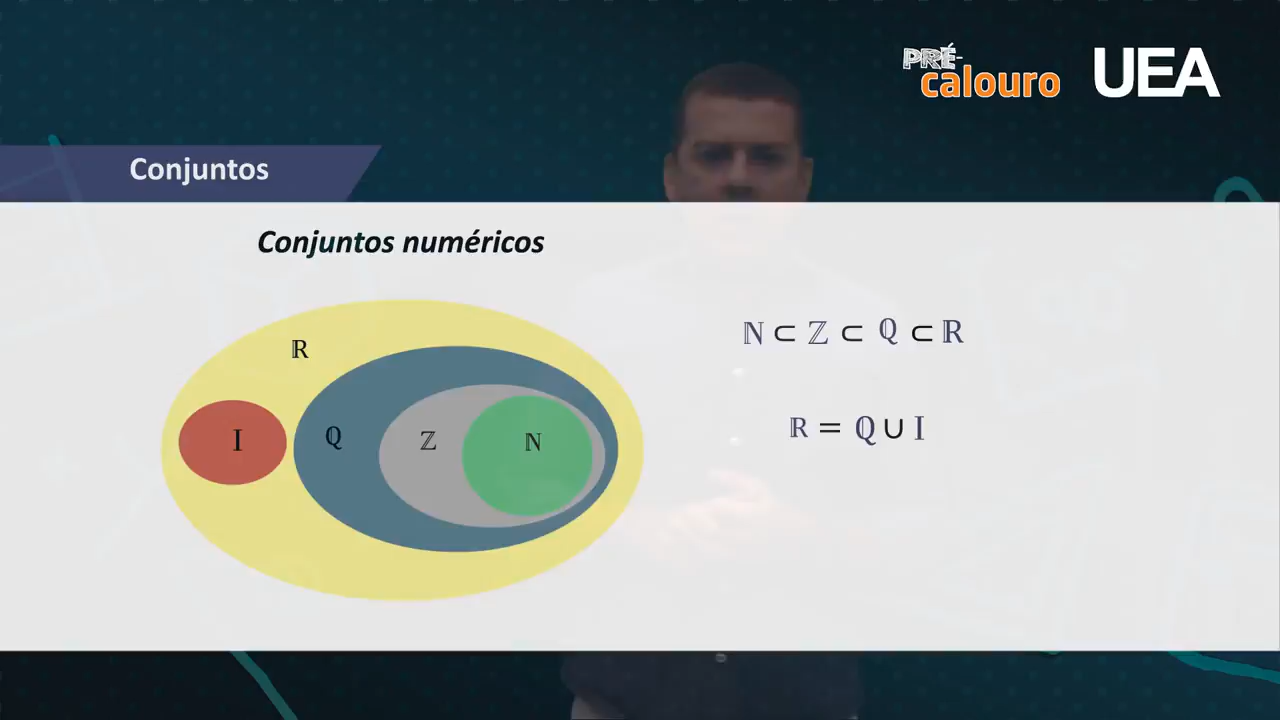 PRÉ-
calouro
UEA
Conjuntos
Conjuntos numéricos
ℝ
I
ℚ
ℤ
ℕ
ℕ ⊂ ℤ ⊂ ℚ ⊂ ℝ
ℝ = ℚ ∪ I